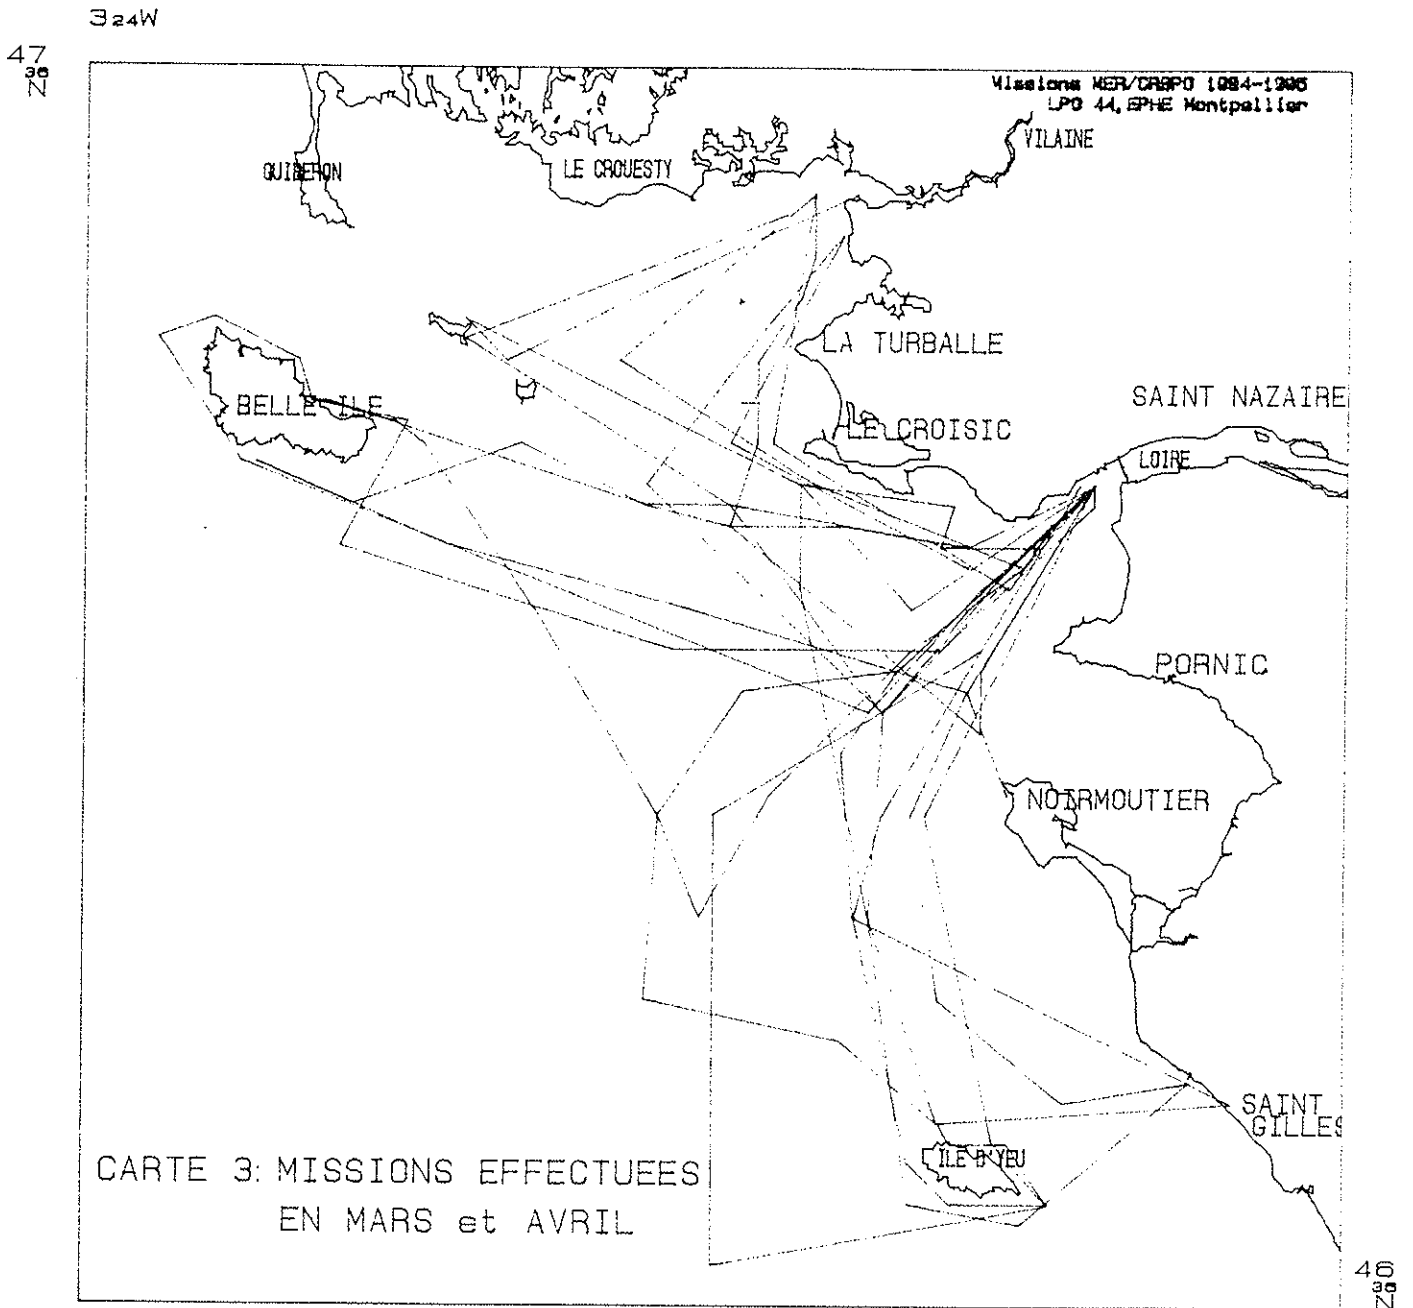 3 24W
47
36
N
Missions MER/CRBPO 1984-1986
LPO 44, EPHE Montpellier
VILAINE
QUIBERON
LE CROUESTY
LA TURBALLE
SAINT NAZAIRE
BELLE-ILE
LE CROISIC
LOIRE
PORNIC
NOIRMOUTIER
SAINT
GILLES
ILE D'YEU
CARTE 3: MISSIONS EFFECTUEES
EN MARS et AVRIL
46
36
N